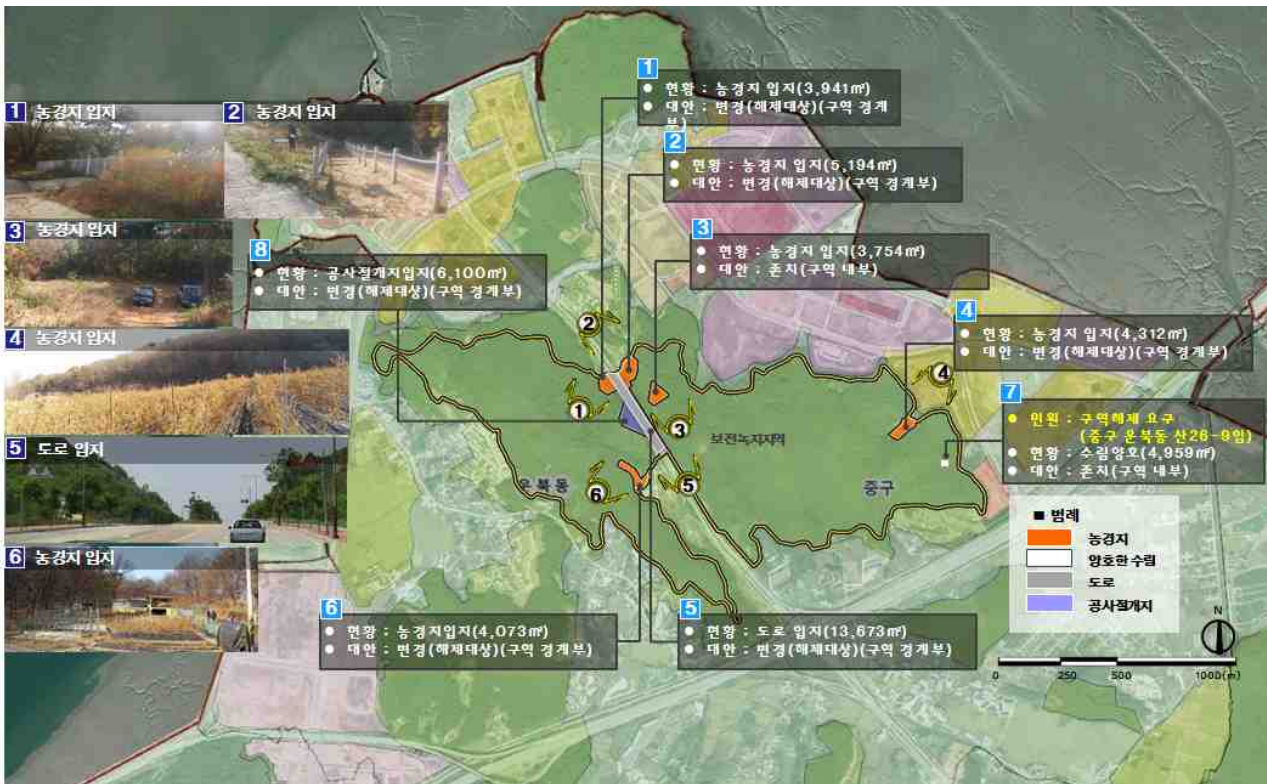 1 농경지 입지
2 농경지 입지
3 농경지 입지
4 농경지 입지
5 도로 입지
6 농경지 입지
1
현황 : 농경지 입지(3,941㎡)
대안 : 변경(해제대상)(구역 경계
부)
2
현황 : 농경지 입지(5,194㎡)
대안 : 변경(해제대상)(구역 경계부)
3
현황 : 농경지 입지(3,754㎡)
대안 : 존치(구역 내부)
8
현황 : 공사절개지입지(6,100㎡)
대안 : 변경(해제대상)(구역 경계부)
4
현황 : 농경지 입지(4,312㎡)
대안 : 변경(해제대상)(구역 경계부)
7
민원 : 구역해제 요구
(중구 운북동 산26-9임)
현황 : 수림양호(4,959㎡)
대안 : 존치(구역 내부)
2
4
1
3
보전녹지지역
운북동
6
5
중구
■ 범례
농경지
양호한 수림
도로
공사절개지
6
현황 : 농경지입지(4,073㎡)
대안 : 변경(해제대상)(구역 경계부)
5
현황 : 도로 입지(13,673㎡)
대안 : 변경(해제대상)(구역 경계부)
N
0 250 500 1000(m)